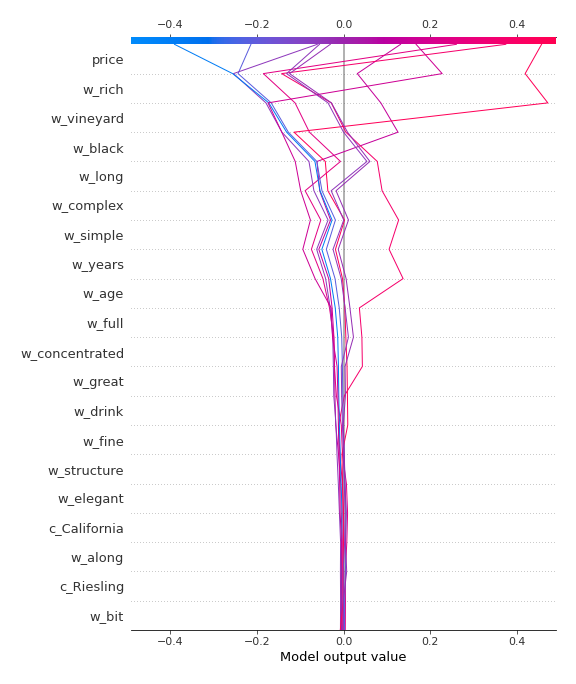 −0.4 −0.2 0.0 0.2 0.4
price
w_rich
w_vineyard
w_black
w_long
w_complex
w_simple
w_years
w_age
w_full
w_concentrated
w_great
w_drink
w_fine
w_structure
w_elegant
c_California
w_along
c_Riesling
w_bit
−0.4 −0.2 0.0 0.2 0.4
Model output value